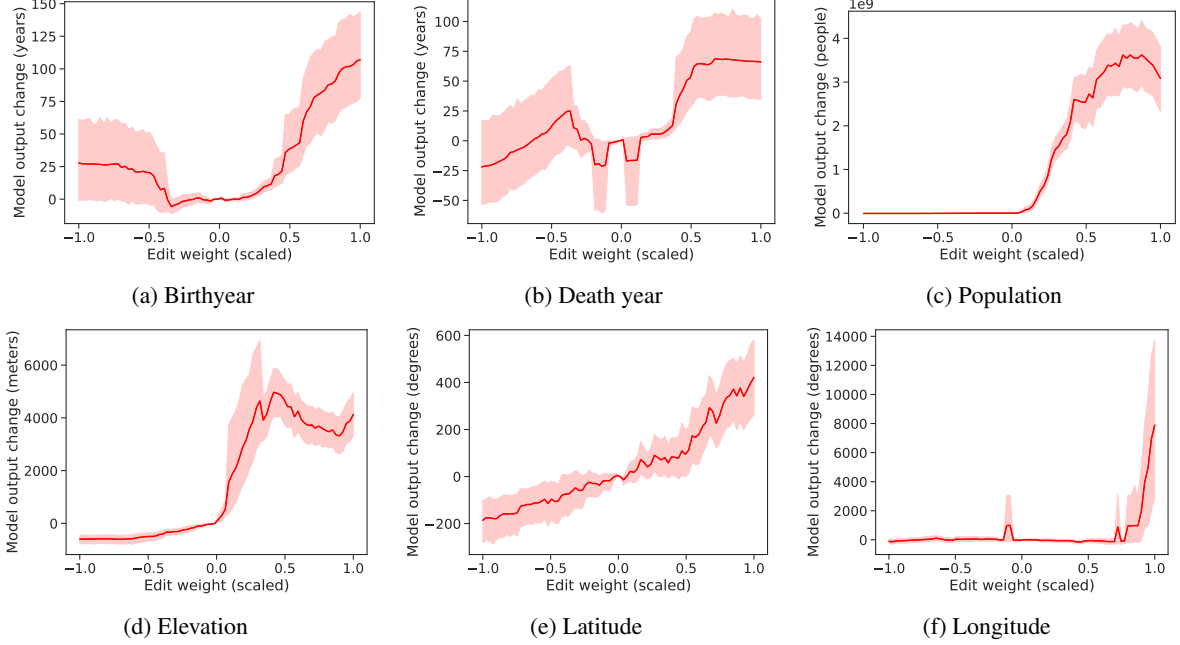 Model output change (years)
150
125
100
75
50
25
0
−1.0 −0.5 0.0 0.5 1.0
Edit weight (scaled)
(a) Birthyear
Model output change (years)
100
75
50
25
0
−25
−50
−1.0 −0.5 0.0 0.5 1.0
Edit weight (scaled)
(b) Death year
1e9
Model output change (people)
4
3
2
1
0
−1.0 −0.5 0.0 0.5 1.0
Edit weight (scaled)
(c) Population
Model output change (meters)
6000
4000
2000
0
−1.0 −0.5 0.0 0.5 1.0
Edit weight (scaled)
(d) Elevation
Model output change (degrees)
600
400
200
0
−200
−1.0 −0.5 0.0 0.5 1.0
Edit weight (scaled)
(e) Latitude
Model output change (degrees)
14000
12000
10000
8000
6000
4000
2000
0
−1.0 −0.5 0.0 0.5 1.0
Edit weight (scaled)
(f) Longitude